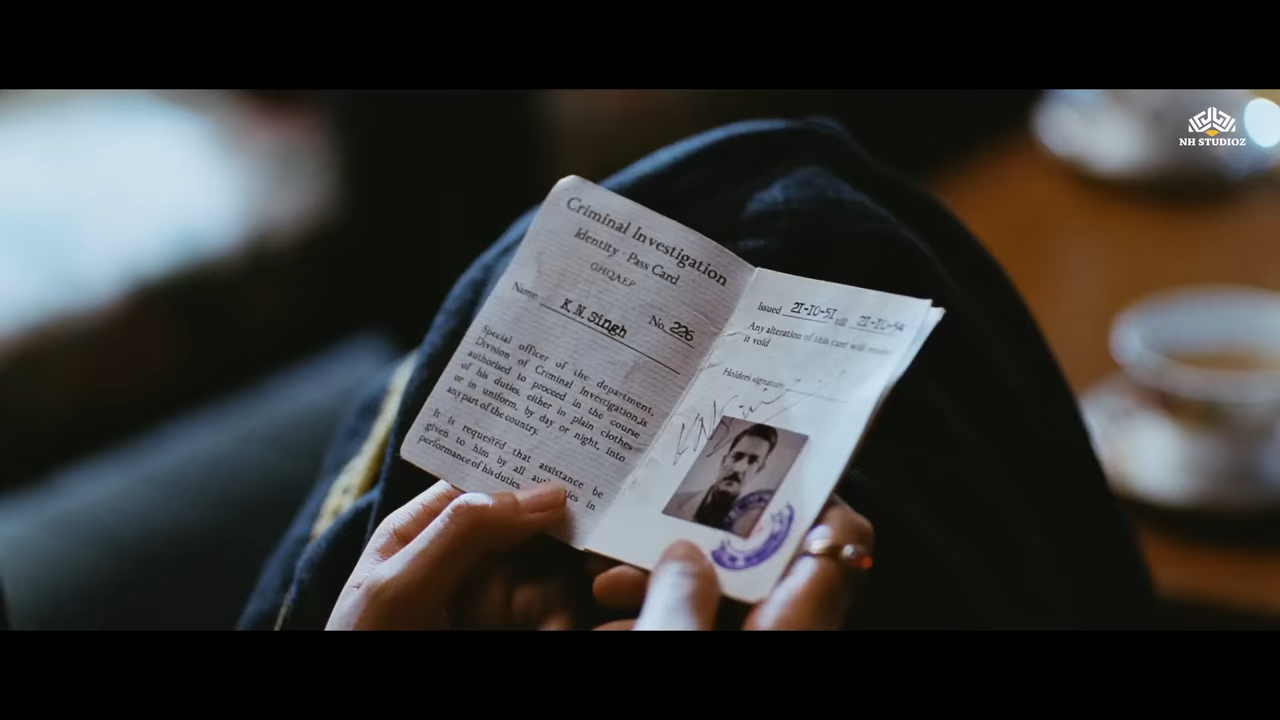 NH STUDIOZ
Criminal Investigation
Identity - Pass Card
GHQAEP
Name K. N. Singh No. 226
Special officer of the department,
Division of Criminal Investigation,is
authorised to proceed in the course
of his duties, either in plain clothes
or in uniform, by day or night, into
any part of the country.
It is requested that assistance be
given to him by all in
performance of his duties.
Issued 21-10-51 till 21-10-54
Any alteration of this card will
it void
Holders signature